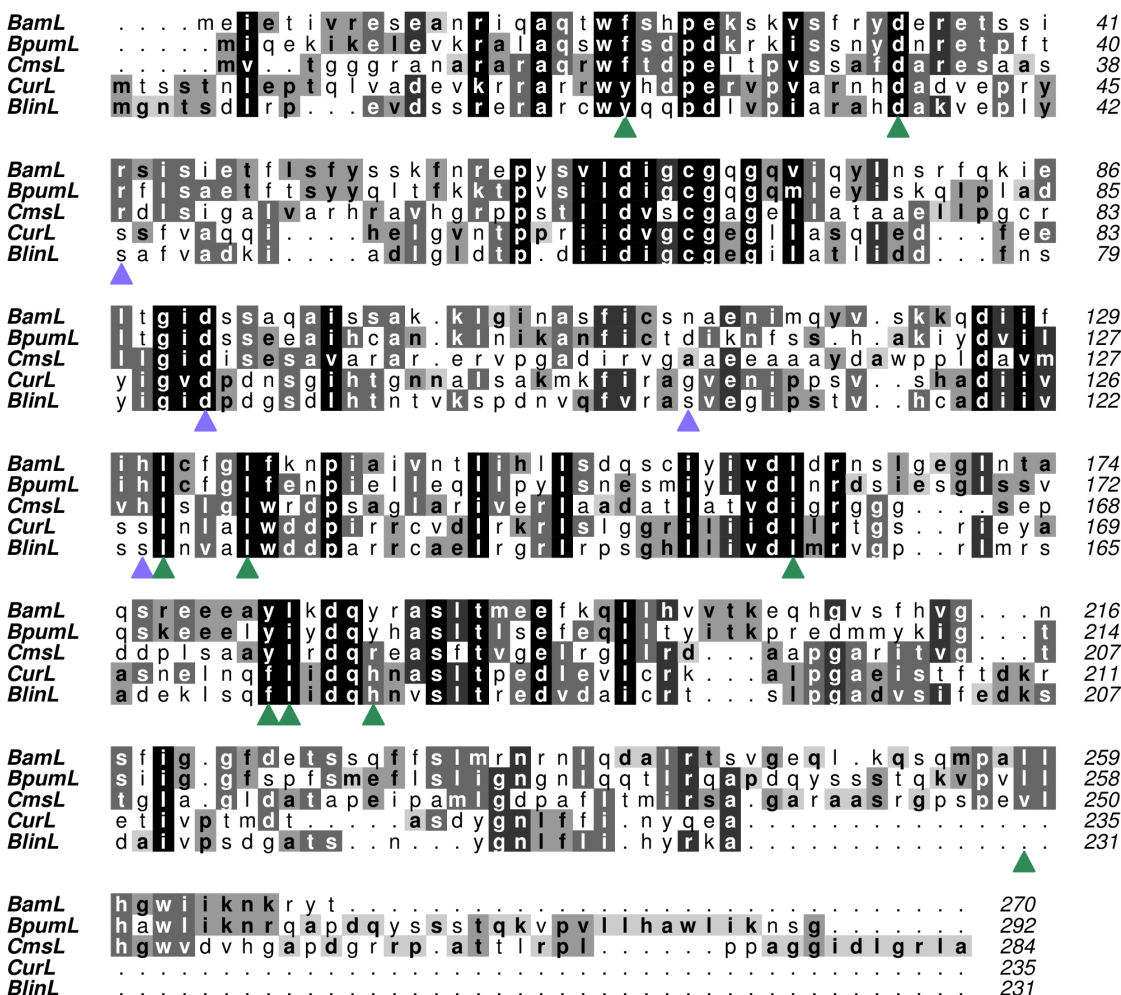 BamL . . . . m e i e t i v r e s e a n r i q a q t w f s h p e k s k v s f r y d e r e t s s i 41
BpumL . . . . . m i q e k i k e l e v k r a l a q s w f s d p d k r k i s s n y d n r e t p f t 40
CmsL . . . . . m v . . t g g g r a n a r a r a q r w f t d p e l t p v s s a f d a r e s a a s 38
CurL m t s s t n l e p t q l v a d e v k r r a r r w y h d p e r v p v a r n h d a d v e p r y 45
BlinL m g n t s d l r p . . . e v d s s r e r a r c w y q q p d l v p i a r a h d a k v e p l y 42
BamL r s i s i e t f l s f y s s k f n r e p y s v l d i g c g q g q v i q y l n s r f q k i e 86
BpumL r f l s a e t f t s y y q l t f k k t p v s i l d i g c g q g q m l e y i s k q l p l a d 85
CmsL r d l s i g a l v a r h r a v h g r p p s t l l d v s c g a g e l l a t a a e l l p g c r 83
CurL s s f v a q q i . . . . h e l g v n t p p r i i d v g c g e g l l a s q l e d . . . f e e 83
BlinL s a f v a d k i . . . . a d l g l d t p . d i i d i g c g e g i l a t l i d d . . . f n s 79
BamL l t g i d s s a q a i s s a k . k l g i n a s f i c s n a e n i m q y v . s k k q d i i f 129
BpumL l t g i d s s e e a i h c a n . k l n i k a n f i c t d i k n f s s . h . a k i y d v i l 127
CmsL l l g i d i s e s a v a r a r . e r v p g a d i r v g a a e e a a a y d a w p p l d a v m 127
CurL y i g v d p d n s g i h t g n n a l s a k m k f i r a g v e n i p p s v . . s h a d i i v 126
BlinL y i g i d p d g s d l h t n t v k s p d n v q f v r a s v e g i p s t v . . h c a d i i v 122
BamL i h l c f g l f k n p i a i v n t l i h l l s d q s c i y i v d l d r n s l g e g l n t a 174
BpumL i h l c f g l f e n p i e l l e q l l p y l s n e s m i y i v d l n r d s i e s g l s s v 172
CmsL v h l s l g l w r d p s a g l a r i v e r l a a d a t l a t v d i g r g g g . . . . s e p 168
CurL s s l n l a l w d d p i r r c v d l r k r l s l g g r i l i i d l l r t g s . . r i e y a 169
BlinL s s l n v a l w d d p a r r c a e l r g r l r p s g h l l i v d l m r v g p . . r l m r s 165
BamL q s r e e e a y l k d q y r a s l t m e e f k q l l h v v t k e q h g v s f h v g . . . n 216
BpumL q s k e e e l y i y d q y h a s l t l s e f e q l l t y i t k p r e d m m y k i g . . . t 214
CmsL d d p l s a a y l r d q r e a s f t v g e l r g l l r d . . . a a p g a r i t v g . . . t 207
CurL a s n e l n q f l i d q h n a s l t p e d l e v l c r k . . . a l p g a e i s t f t d k r 211
BlinL a d e k l s q f l i d q h n v s l t r e d v d a i c r t . . . s l p g a d v s i f e d k s 207
BamL s f i g . g f d e t s s q f f s l m r n r n l q d a l r t s v g e q l . k q s q m p a l l 259
BpumL s i i g . g f s p f s m e f l s l i g n g n l q q t l r q a p d q y s s s t q k v p v l l 258
CmsL t g l a . g l d a t a p e i p a m l g d p a f l t m i r s a . g a r a a s r g p s p e v l 250
CurL e t i v p t m d t . . . . . a s d y g n l f f i . n y q e a . . . . . . . . . . . . . . . 235
BlinL d a i v p s d g a t s . . n . . . y g n l f l i . h y r k a . . . . . . . . . . . . . . . 231
BamL h g w i i k n k r y t . . . . . . . . . . . . . . . . . . . . . . . . . . . . . . 270
BpumL h a w l i k n r q a p d q y s s s t q k v p v l l h a w l i k n s g . . . . . . . 292
CmsL h g w v d v h g a p d g r r p . a t t l r p l . . . . . . p p a g g i d l g r l a 284
CurL . . . . . . . . . . . . . . . . . . . . . . . . . . . . . . . . . . . . . . . . . 235
BlinL . . . . . . . . . . . . . . . . . . . . . . . . . . . . . . . . . . . . . . . . . 231